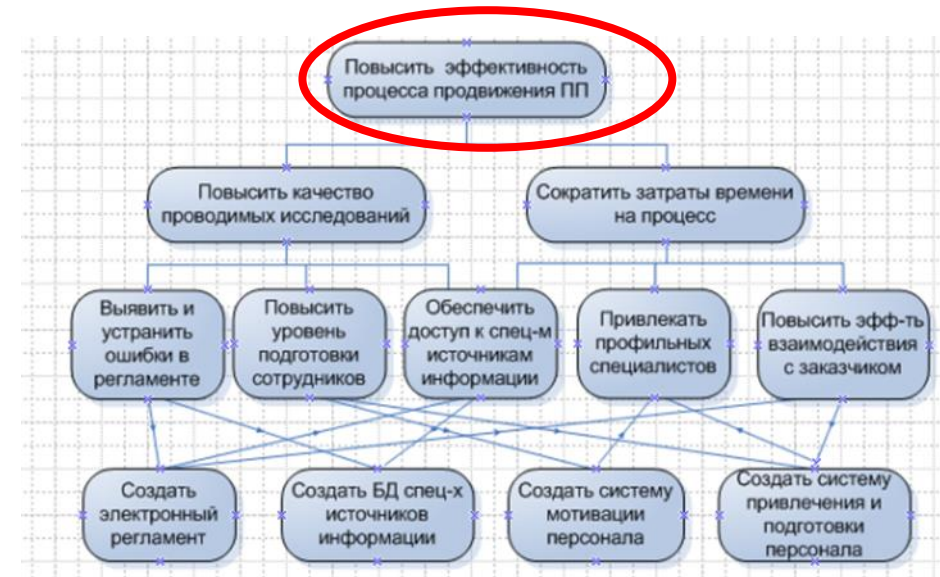 Повысить эффективность
процесса продвижения ПП
Повысить качество
проводимых исследований
Сократить затраты времени
на процесс
Выявить и
устранить
ошибки в
регламенте
Повысить
уровень
подготовки
сотрудников
Обеспечить
доступ к спец-м
источникам
информации
Привлекать
профильных
специалистов
Повысить эфф-ть
взаимодействия
с заказчиком
Создать
электронный
регламент
Создать БД спец-х
источников
информации
Создать систему
мотивации
персонала
Создать систему
привлечения и
подготовки
персонала